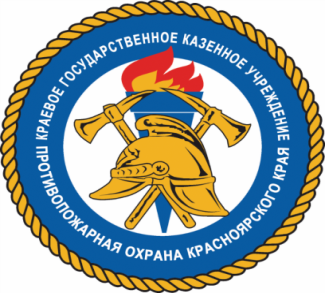 КРАЕВОЕ ГОСУДАРСТВЕННОЕ КАЗЕННОЕ УЧРЕЖДЕНИЕ
ПРОТИВОПОЖАРНАЯ ОХРАНА КРАСНОЯРСКОГО КРАЯ